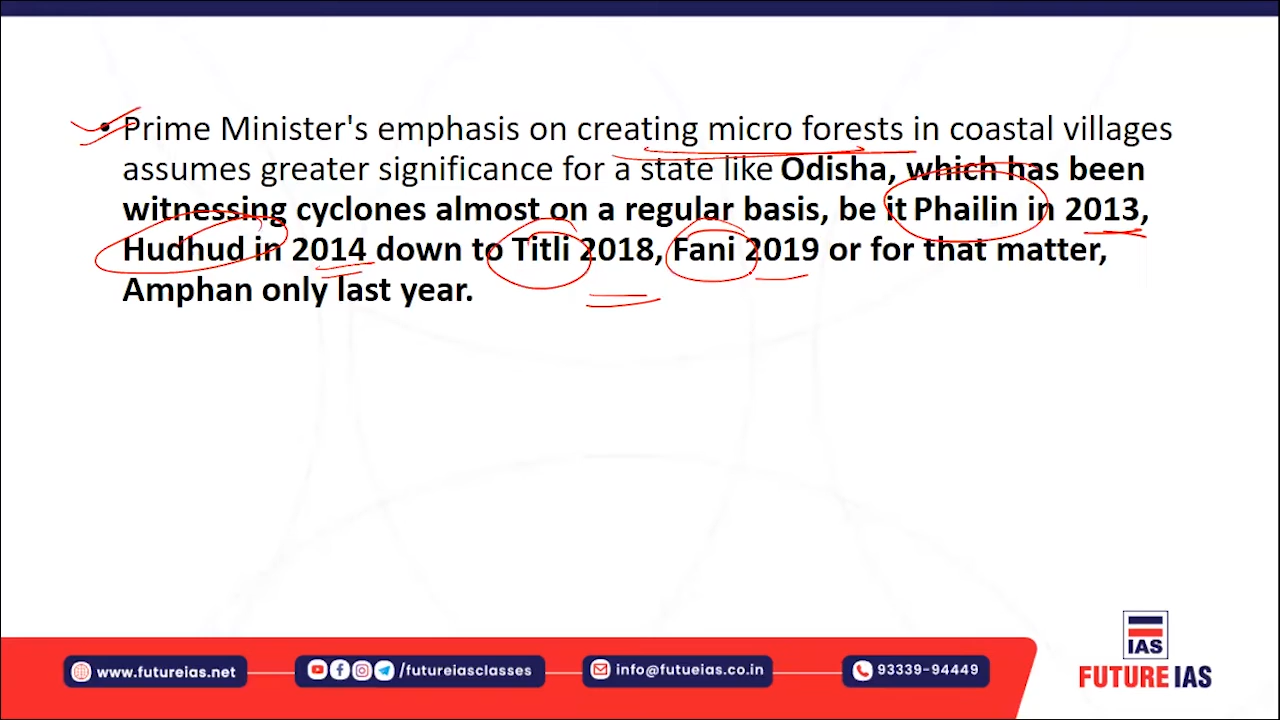 • Prime Minister's emphasis on creating micro forests in coastal villages
assumes greater significance for a state like Odisha, which has been
witnessing cyclones almost on a regular basis, be it Phailin in 2013,
Hudhud in 2014 down to Titli 2018, Fani 2019 or for that matter,
Amphan only last year.
IAS
www.futureias.net
/futureiasclasses
info@futueias.co.in
93339-94449
FUTURE IAS